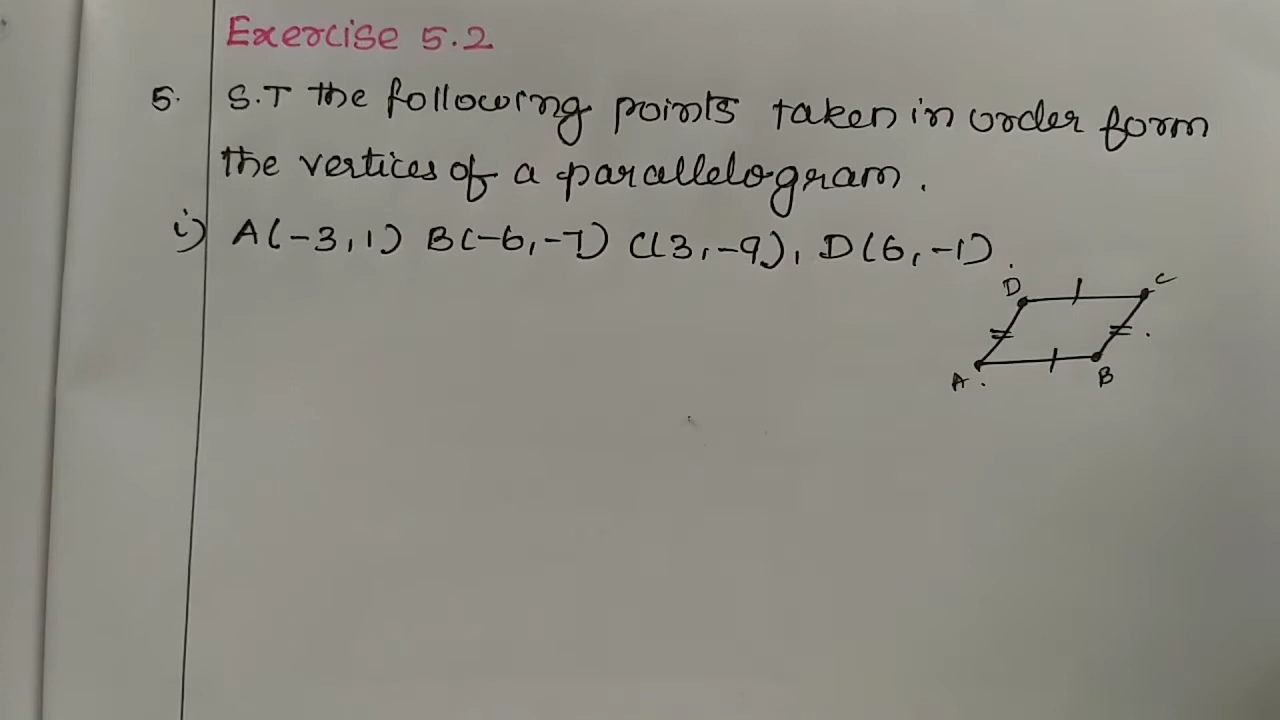 Exercise 5.2
5. S.T the following points taken in order form
the vertices of a parallelogram.
i) A(-3,1) B(-6,-7) C(3,-9), D(6,-1).
D C
A. B